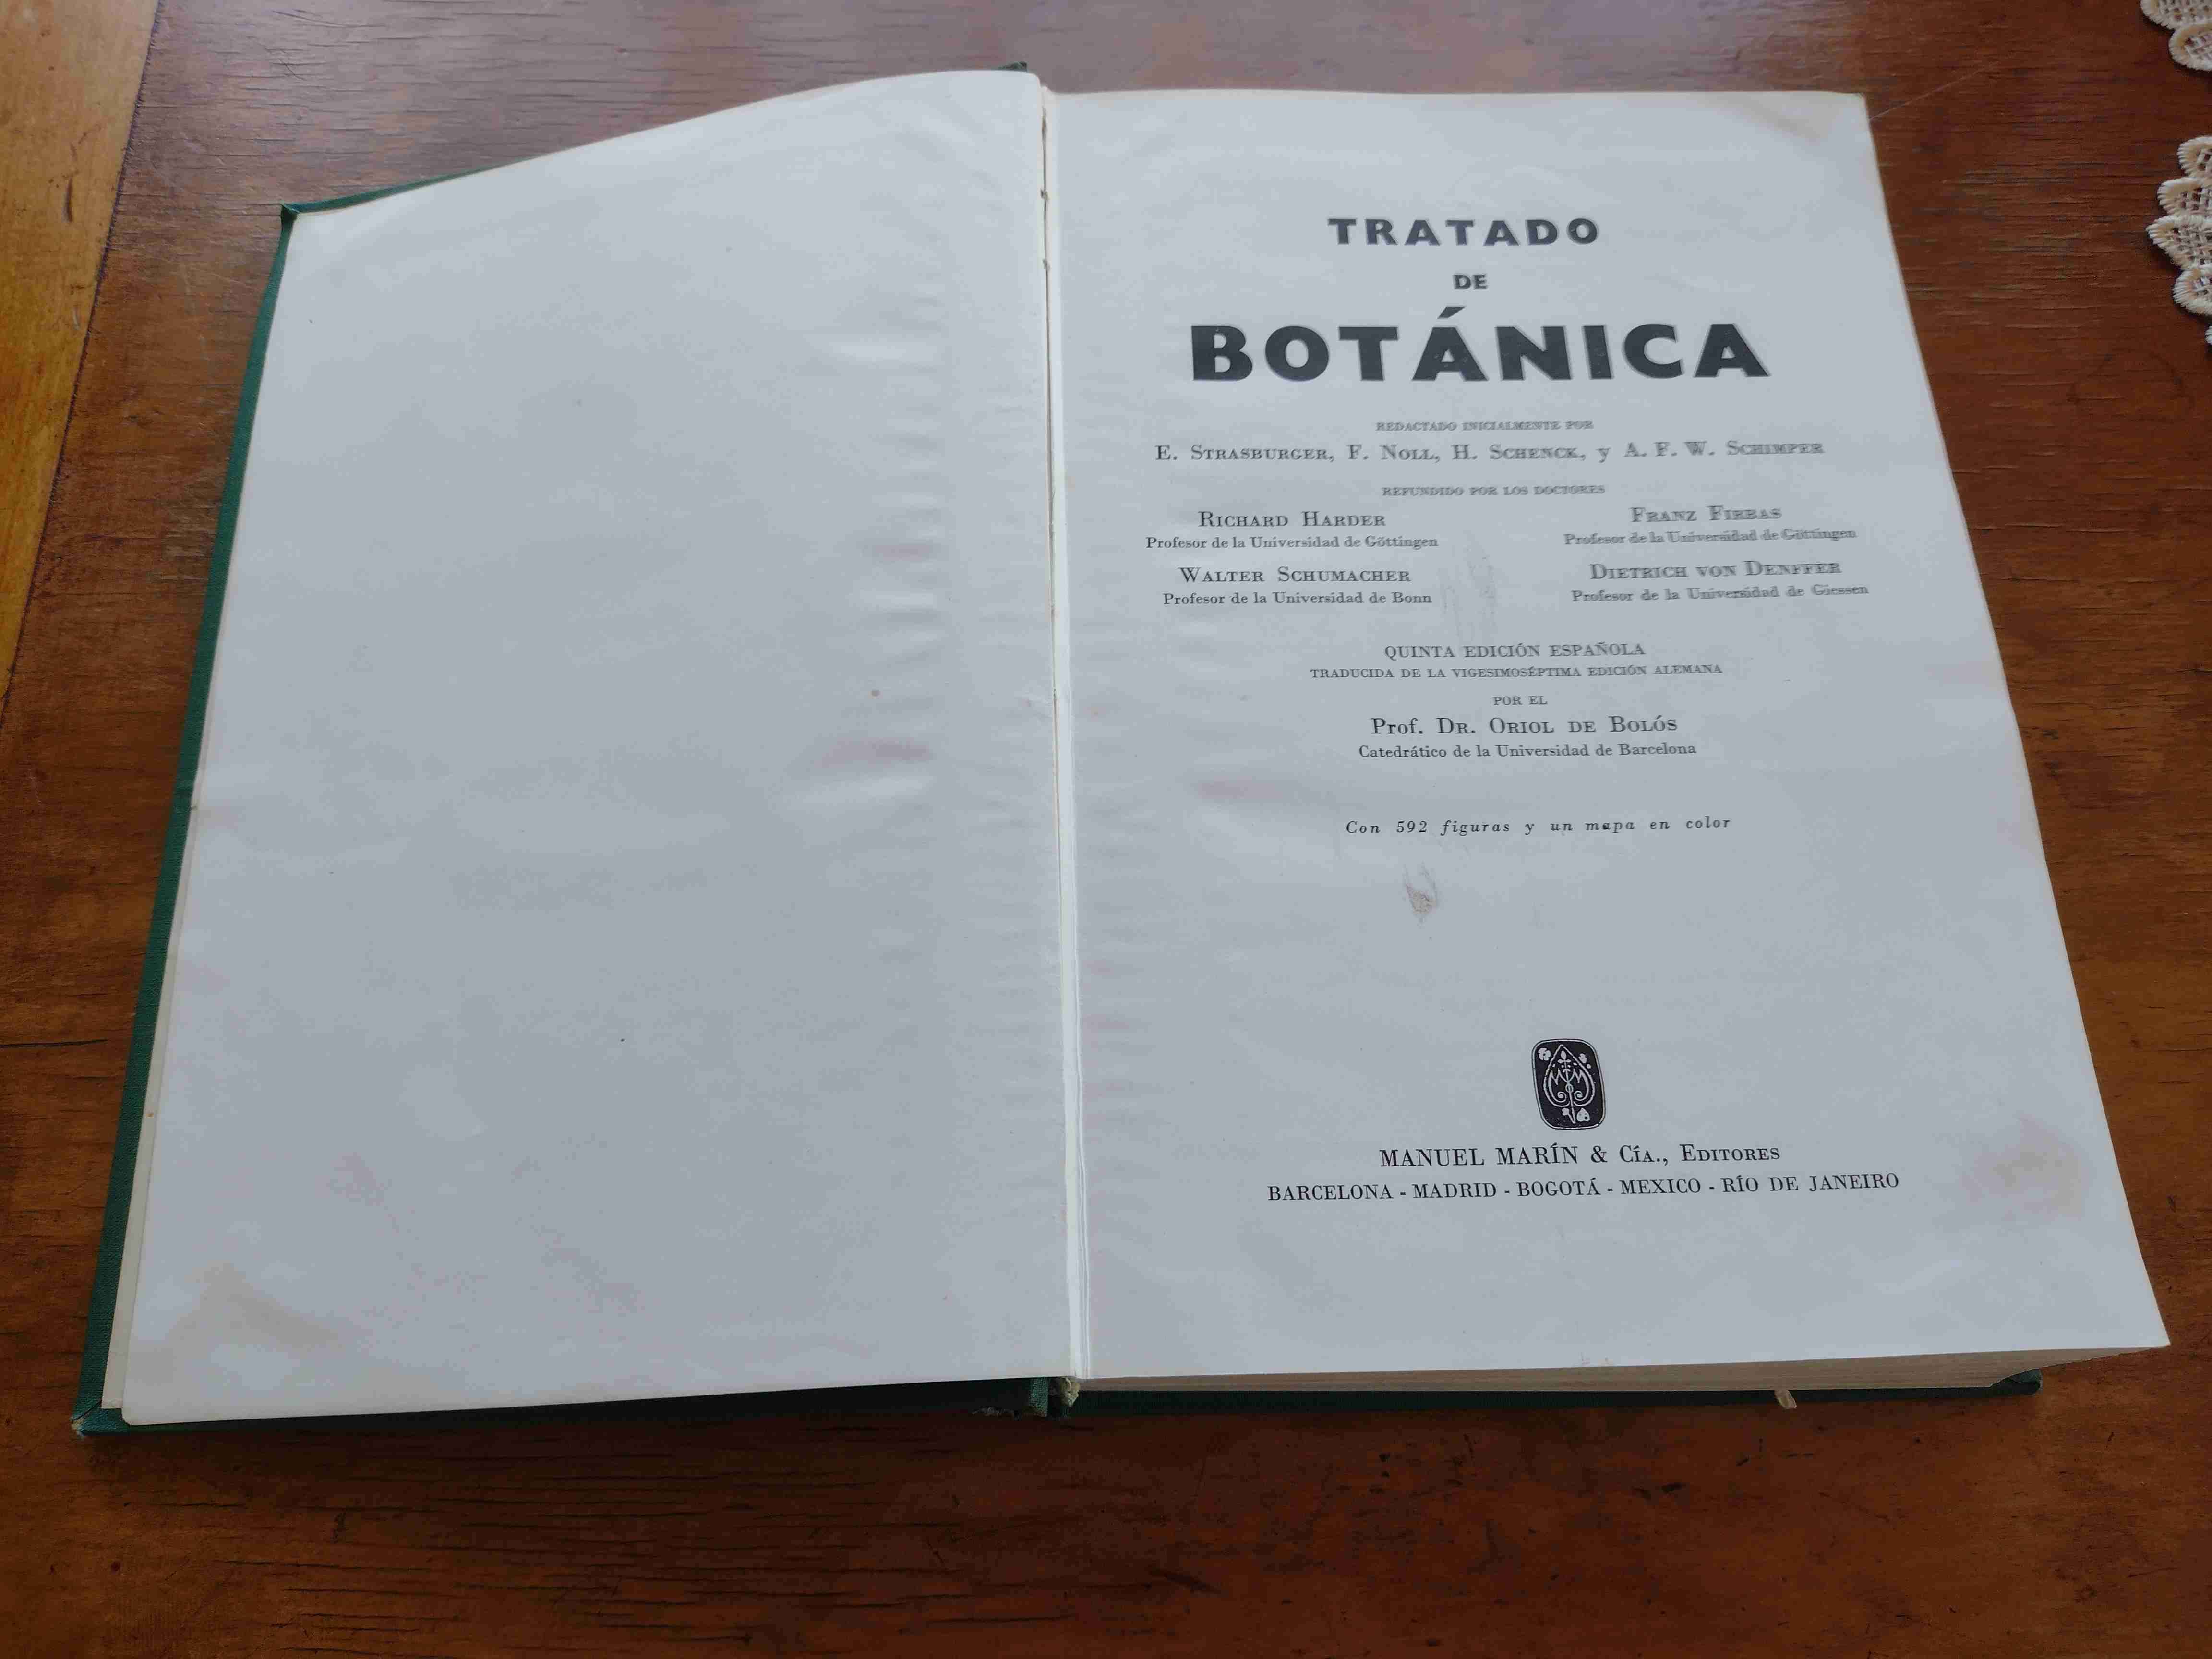 TRATADO
DE
BOTÁNICA
REDACTADO INICIALMENTE POR
E. STRASBURGER, F. NOLL, H. SCHENCK, y A. F. W. SCHIMPER
REFUNDIDO POR LOS DOCTORES
RICHARD HARDER
Profesor de la Universidad de Göttingen
FRANZ FIRBAS
Profesor de la Universidad de Göttingen
WALTER SCHUMACHER
Profesor de la Universidad de Bonn
DIETRICH VON DENFFER
Profesor de la Universidad de Giessen
QUINTA EDICIÓN ESPAÑOLA
TRADUCIDA DE LA VIGESIMOSÉPTIMA EDICIÓN ALEMANA
POR EL
Prof. DR. ORIOL DE BOLÓS
Catedrático de la Universidad de Barcelona
Con 592 figuras y un mapa en color
MANUEL MARÍN & CÍA., EDITORES
BARCELONA - MADRID - BOGOTÁ - MEXICO - RÍO DE JANEIRO